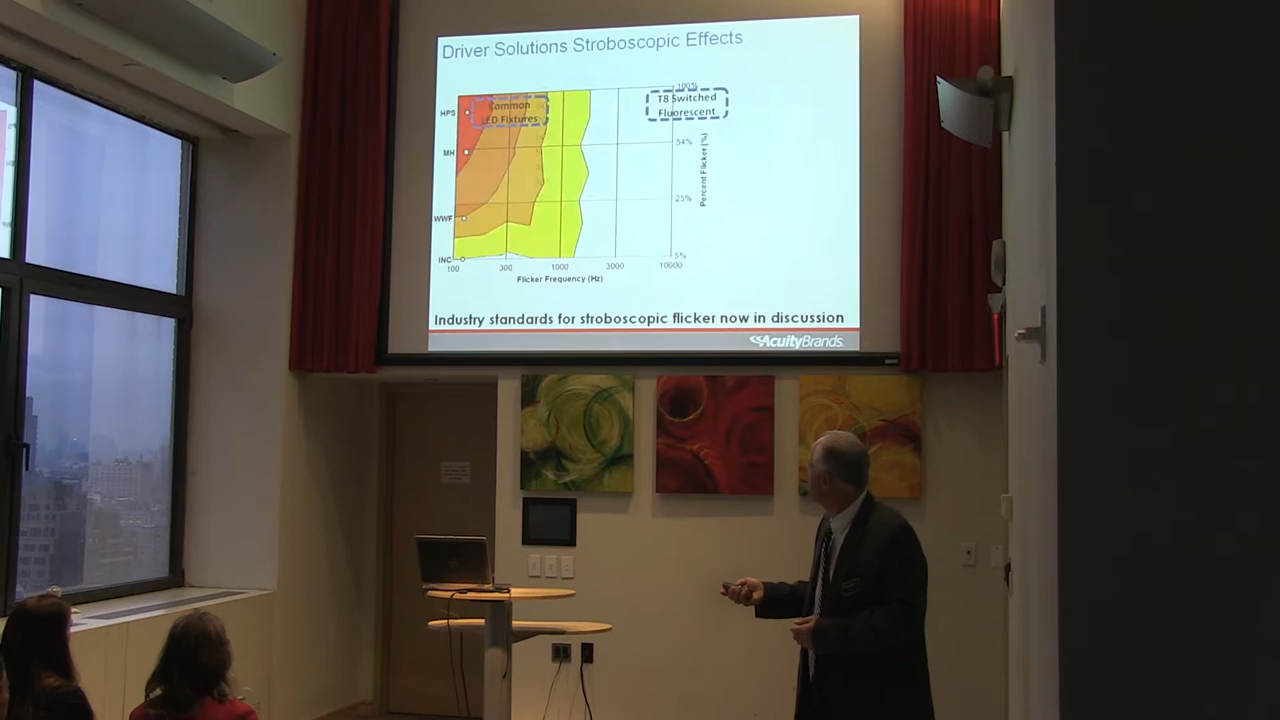 Driver Solutions Stroboscopic Effects
100%
HPS
Common
LED Fixtures
T8 Switched
Fluorescent
MH
54%
Percent Flicker (%)
25%
WWF
INC
5%
100
300
1000
3000
10000
Flicker Frequency (Hz)
Industry standards for stroboscopic flicker now in discussion
AcuityBrands.